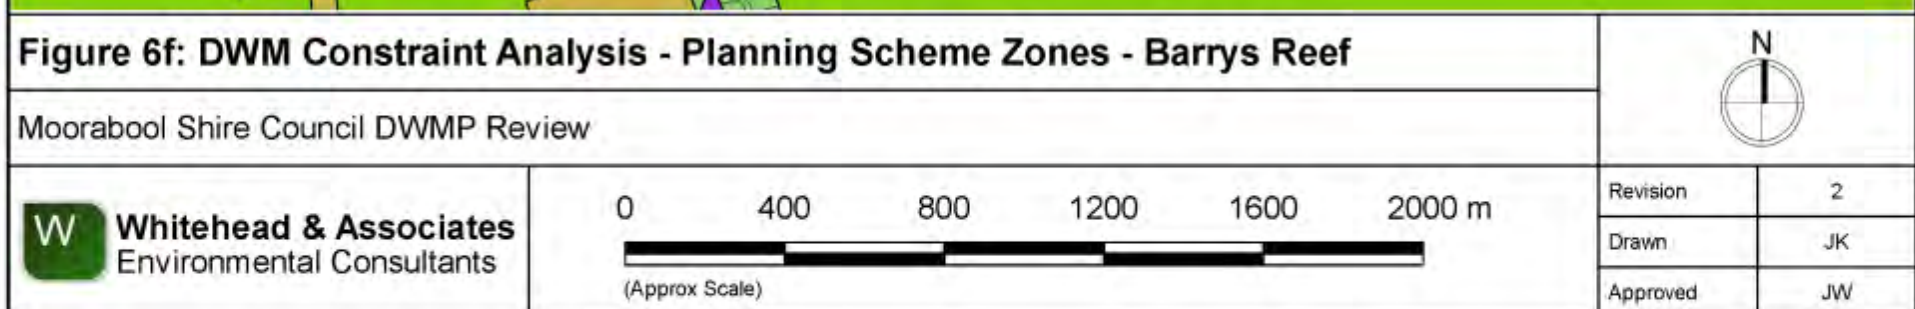 Figure 6f: DWM Constraint Analysis - Planning Scheme Zones - Barrys Reef
N
Moorabool Shire Council DWMP Review
W
Whitehead & Associates
Environmental Consultants
0 400 800 1200 1600 2000 m
(Approx Scale)
Revision 2
Drawn JK
Approved JW